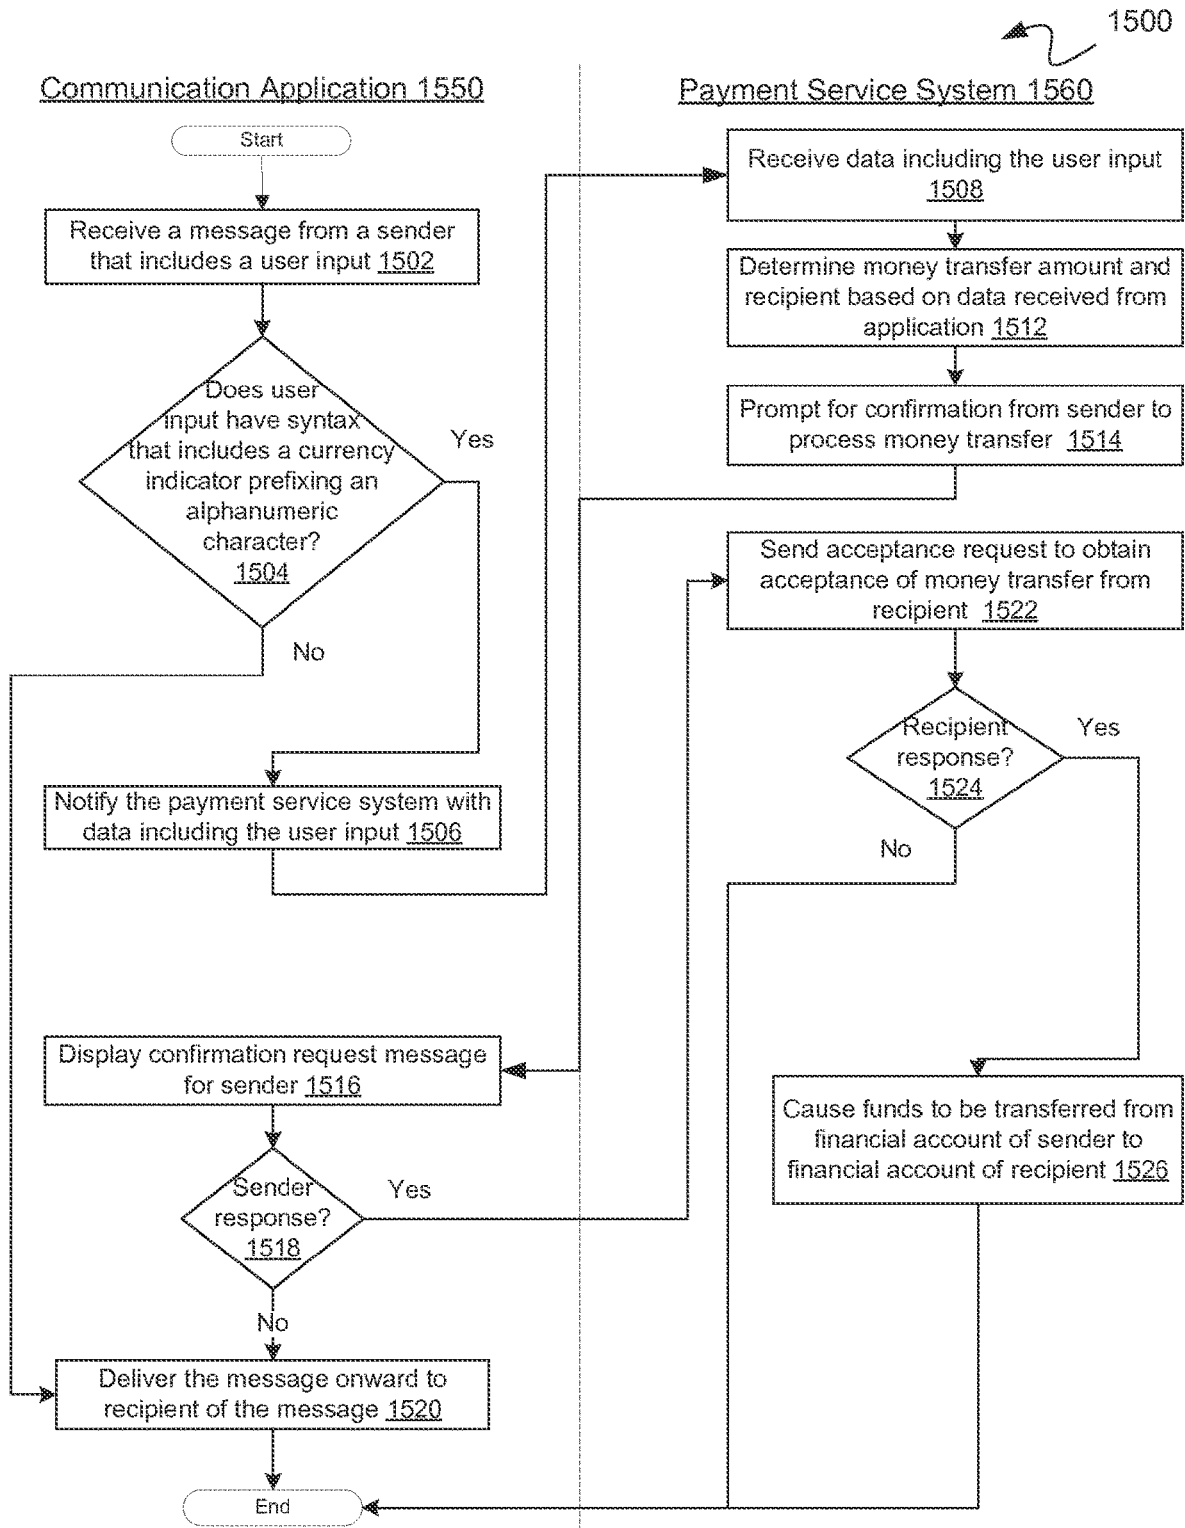 1500
Communication Application 1550
Payment Service System 1560
Start
Receive a message from a sender
that includes a user input 1502
Does user
input have syntax
that includes a currency
indicator prefixing an
alphanumeric
character?
1504
Yes
No
Notify the payment service system with
data including the user input 1506
Receive data including the user input
1508
Determine money transfer amount and
recipient based on data received from
application 1512
Prompt for confirmation from sender to
process money transfer 1514
Display confirmation request message
for sender 1516
Sender
response?
1518
Yes
No
Deliver the message onward to
recipient of the message 1520
Send acceptance request to obtain
acceptance of money transfer from
recipient 1522
Recipient
response?
1524
Yes
No
Cause funds to be transferred from
financial account of sender to
financial account of recipient 1526
End